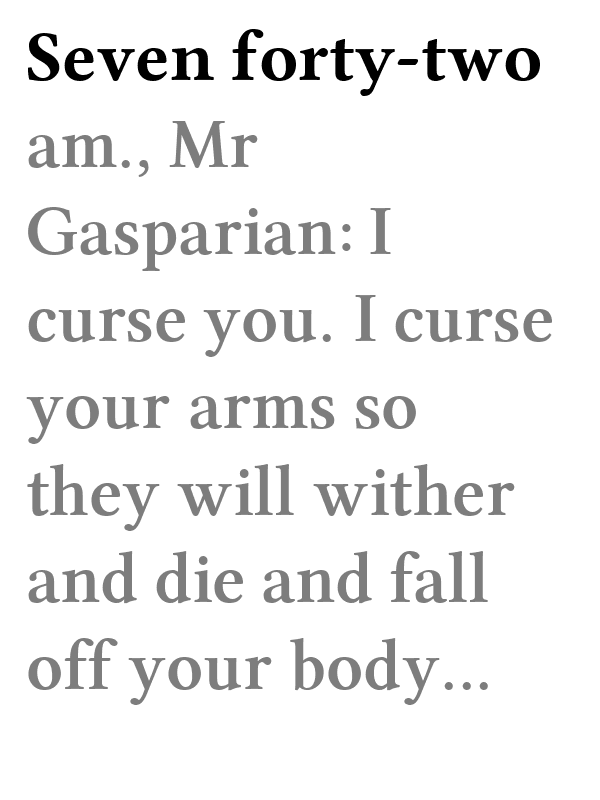 Seven forty-two
am., Mr
Gasparian: I
curse you. I curse
your arms so
they will wither
and die and fall
off your body...